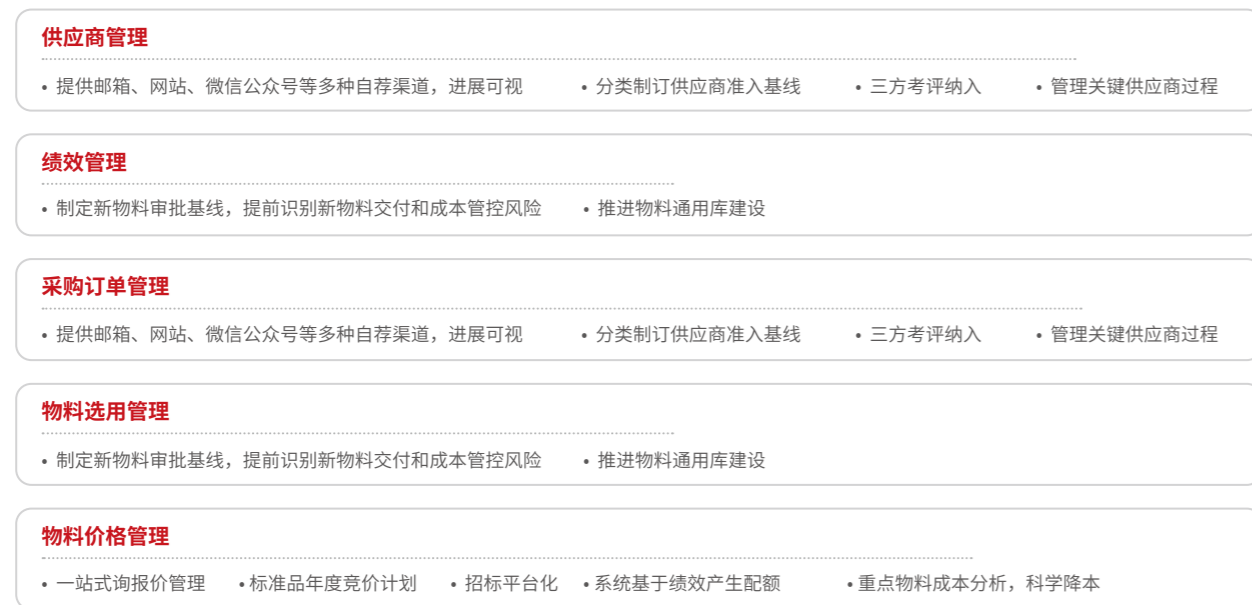 供应商管理
• 提供邮箱、网站、微信公众号等多种自荐渠道，进展可视 • 分类制订供应商准入基线 • 三方考评纳入 • 管理关键供应商过程
绩效管理
• 制定新物料审批基线，提前识别新物料交付和成本管控风险 • 推进物料通用库建设
采购订单管理
• 提供邮箱、网站、微信公众号等多种自荐渠道，进展可视 • 分类制订供应商准入基线 • 三方考评纳入 • 管理关键供应商过程
物料选用管理
• 制定新物料审批基线，提前识别新物料交付和成本管控风险 • 推进物料通用库建设
物料价格管理
• 一站式询报价管理 • 标准品年度竞价计划 • 招标平台化 • 系统基于绩效产生配额 • 重点物料成本分析，科学降本